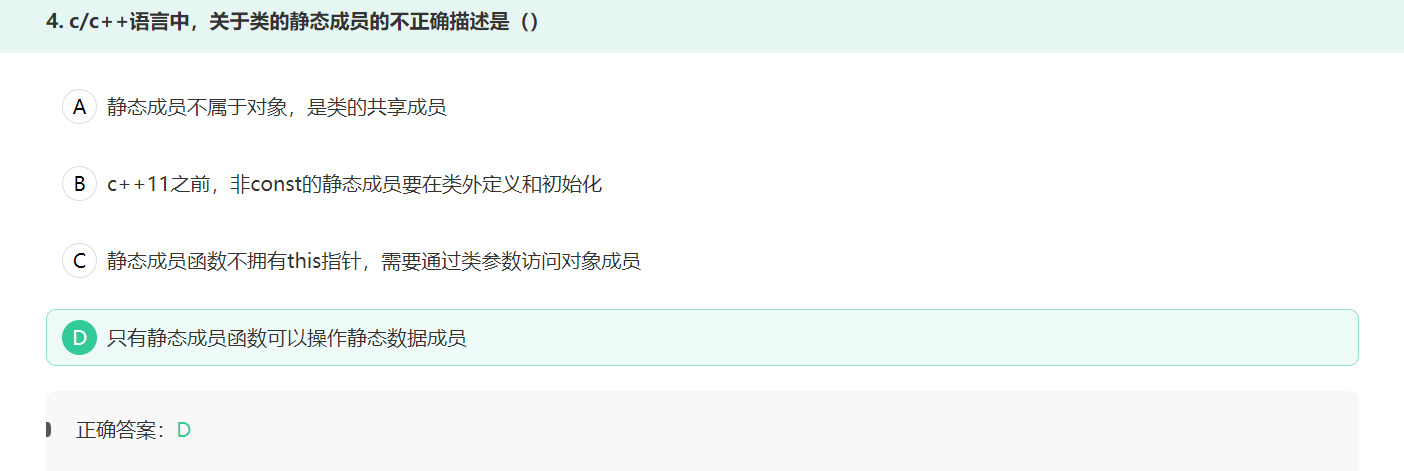 4. c/c++语言中，关于类的静态成员的不正确描述是（）
A 静态成员不属于对象，是类的共享成员
B c++11之前，非const的静态成员要在类外定义和初始化
C 静态成员函数不拥有this指针，需要通过类参数访问对象成员
D 只有静态成员函数可以操作静态数据成员
正确答案：D